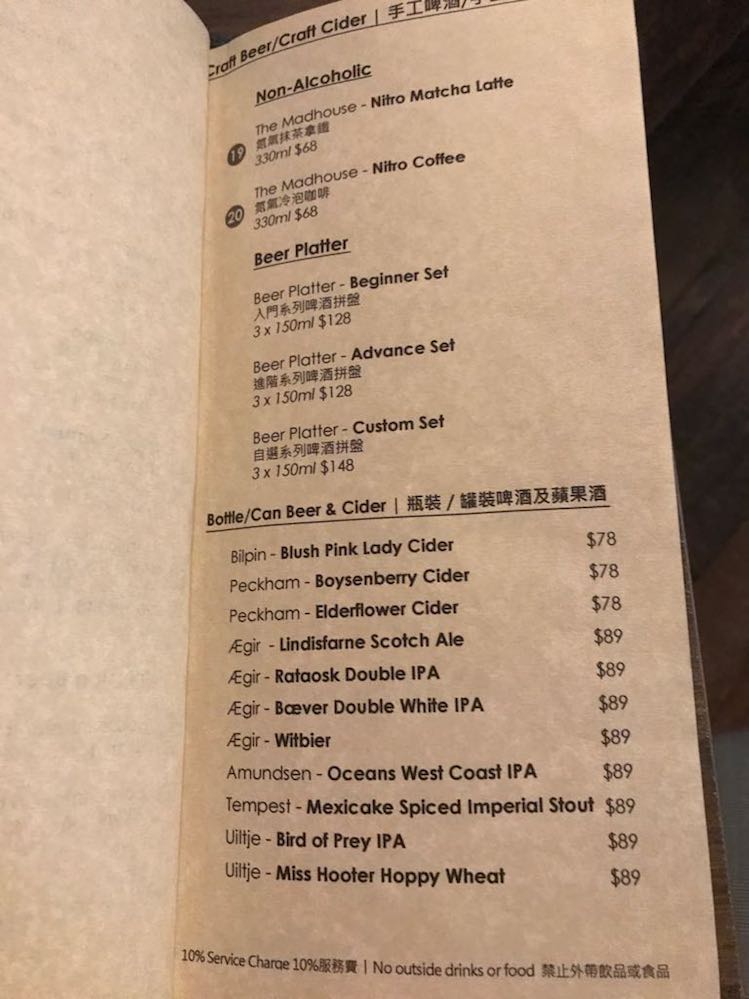 Craft Beer/Craft Cider | 手工啤酒/
Non-Alcoholic
The Madhouse - Nitro Matcha Latte
19 氮氣抹茶拿鐵
330ml $68
The Madhouse - Nitro Coffee
20 氮氣冷泡咖啡
330ml $68
Beer Platter
Beer Platter - Beginner Set
入門系列啤酒拼盤
3 x 150ml $128
Beer Platter - Advance Set
進階系列啤酒拼盤
3 x 150ml $128
Beer Platter - Custom Set
自選系列啤酒拼盤
3 x 150ml $148
Bottle/Can Beer & Cider | 瓶裝 / 罐裝啤酒及蘋果酒
Bilpin - Blush Pink Lady Cider $78
Peckham - Boysenberry Cider $78
Peckham - Elderflower Cider $78
Ægir - Lindisfarne Scotch Ale $89
Ægir - Rataosk Double IPA $89
Ægir - Bœver Double White IPA $89
Ægir - Witbier $89
Amundsen - Oceans West Coast IPA $89
Tempest - Mexicake Spiced Imperial Stout $89
Uiltje - Bird of Prey IPA $89
Uiltje - Miss Hooter Hoppy Wheat $89
10% Service Charge 10%服務費 | No outside drinks or food 禁止外帶飲品或食品